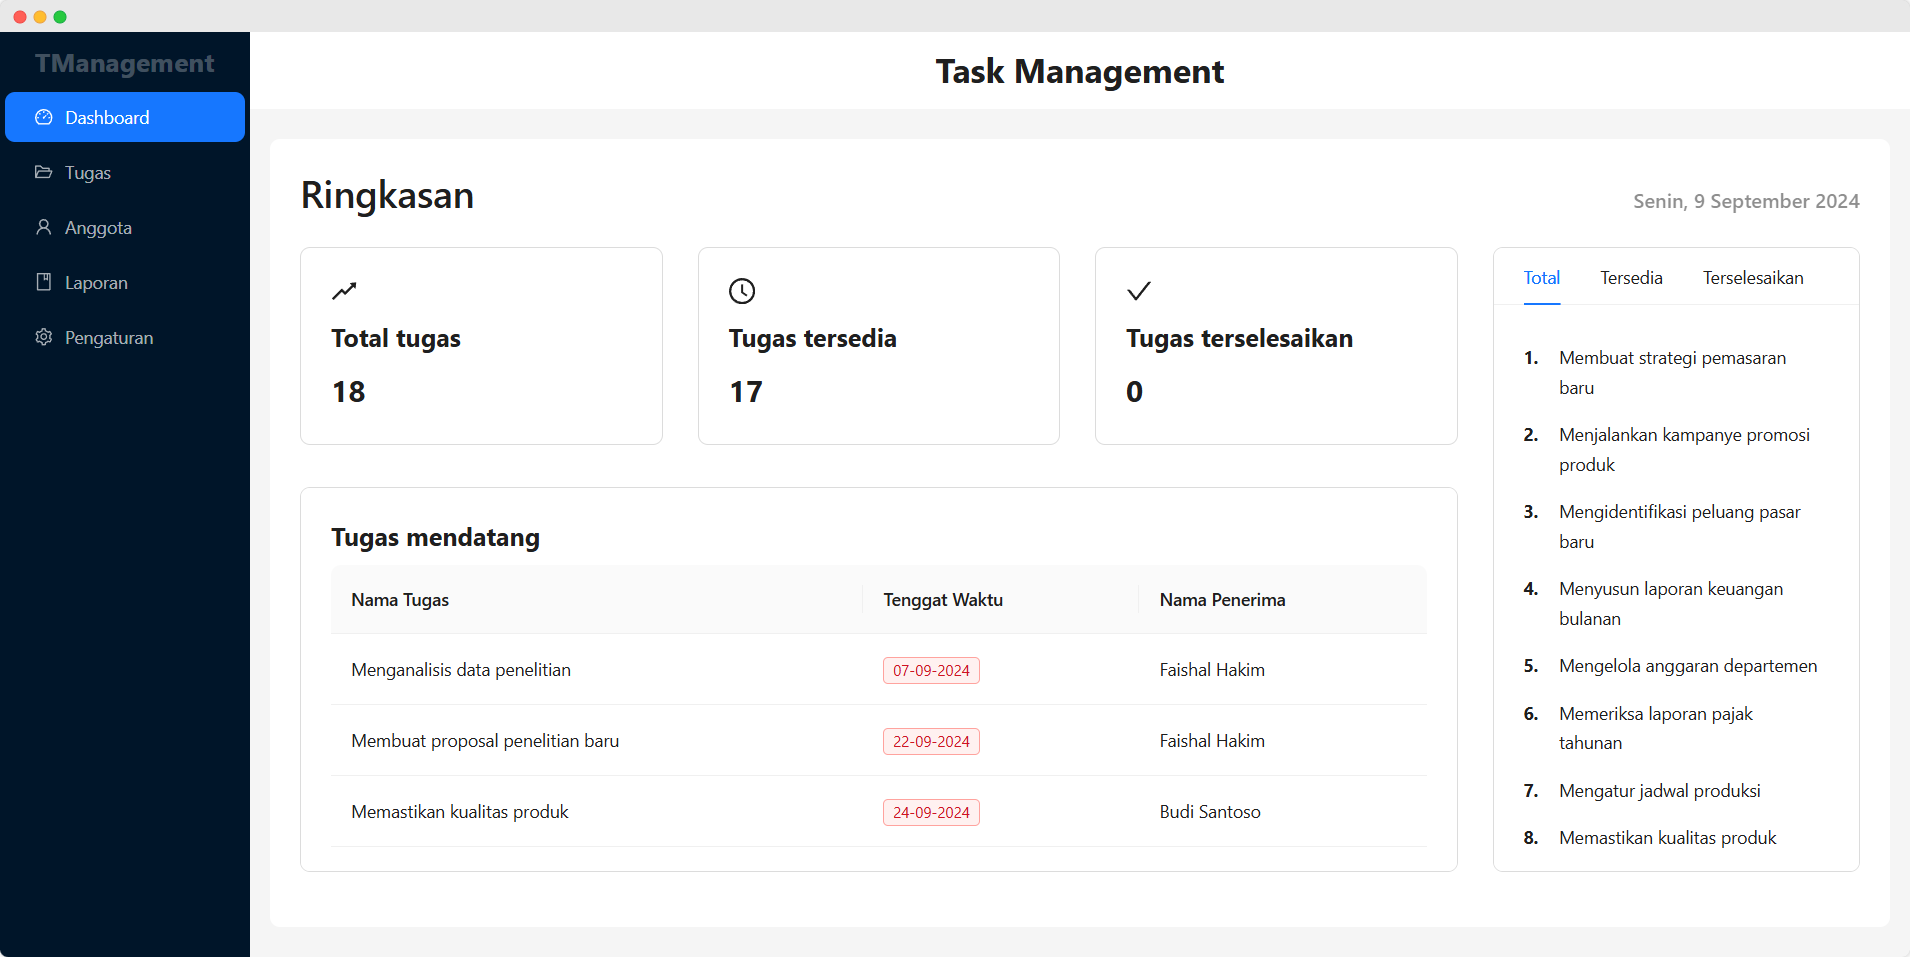 TManagement
Dashboard
Tugas
Anggota
Laporan
Pengaturan
Task Management
Ringkasan
Senin, 9 September 2024
Total tugas
18
Tugas tersedia
17
Tugas terselesaikan
0
Tugas mendatang
Nama Tugas Tenggat Waktu Nama Penerima
Menganalisis data penelitian 07-09-2024 Faishal Hakim
Membuat proposal penelitian baru 22-09-2024 Faishal Hakim
Memastikan kualitas produk 24-09-2024 Budi Santoso
Total Tersedia Terselesaikan
1. Membuat strategi pemasaran
baru
2. Menjalankan kampanye promosi
produk
3. Mengidentifikasi peluang pasar
baru
4. Menyusun laporan keuangan
bulanan
5. Mengelola anggaran departemen
6. Memeriksa laporan pajak
tahunan
7. Mengatur jadwal produksi
8. Memastikan kualitas produk